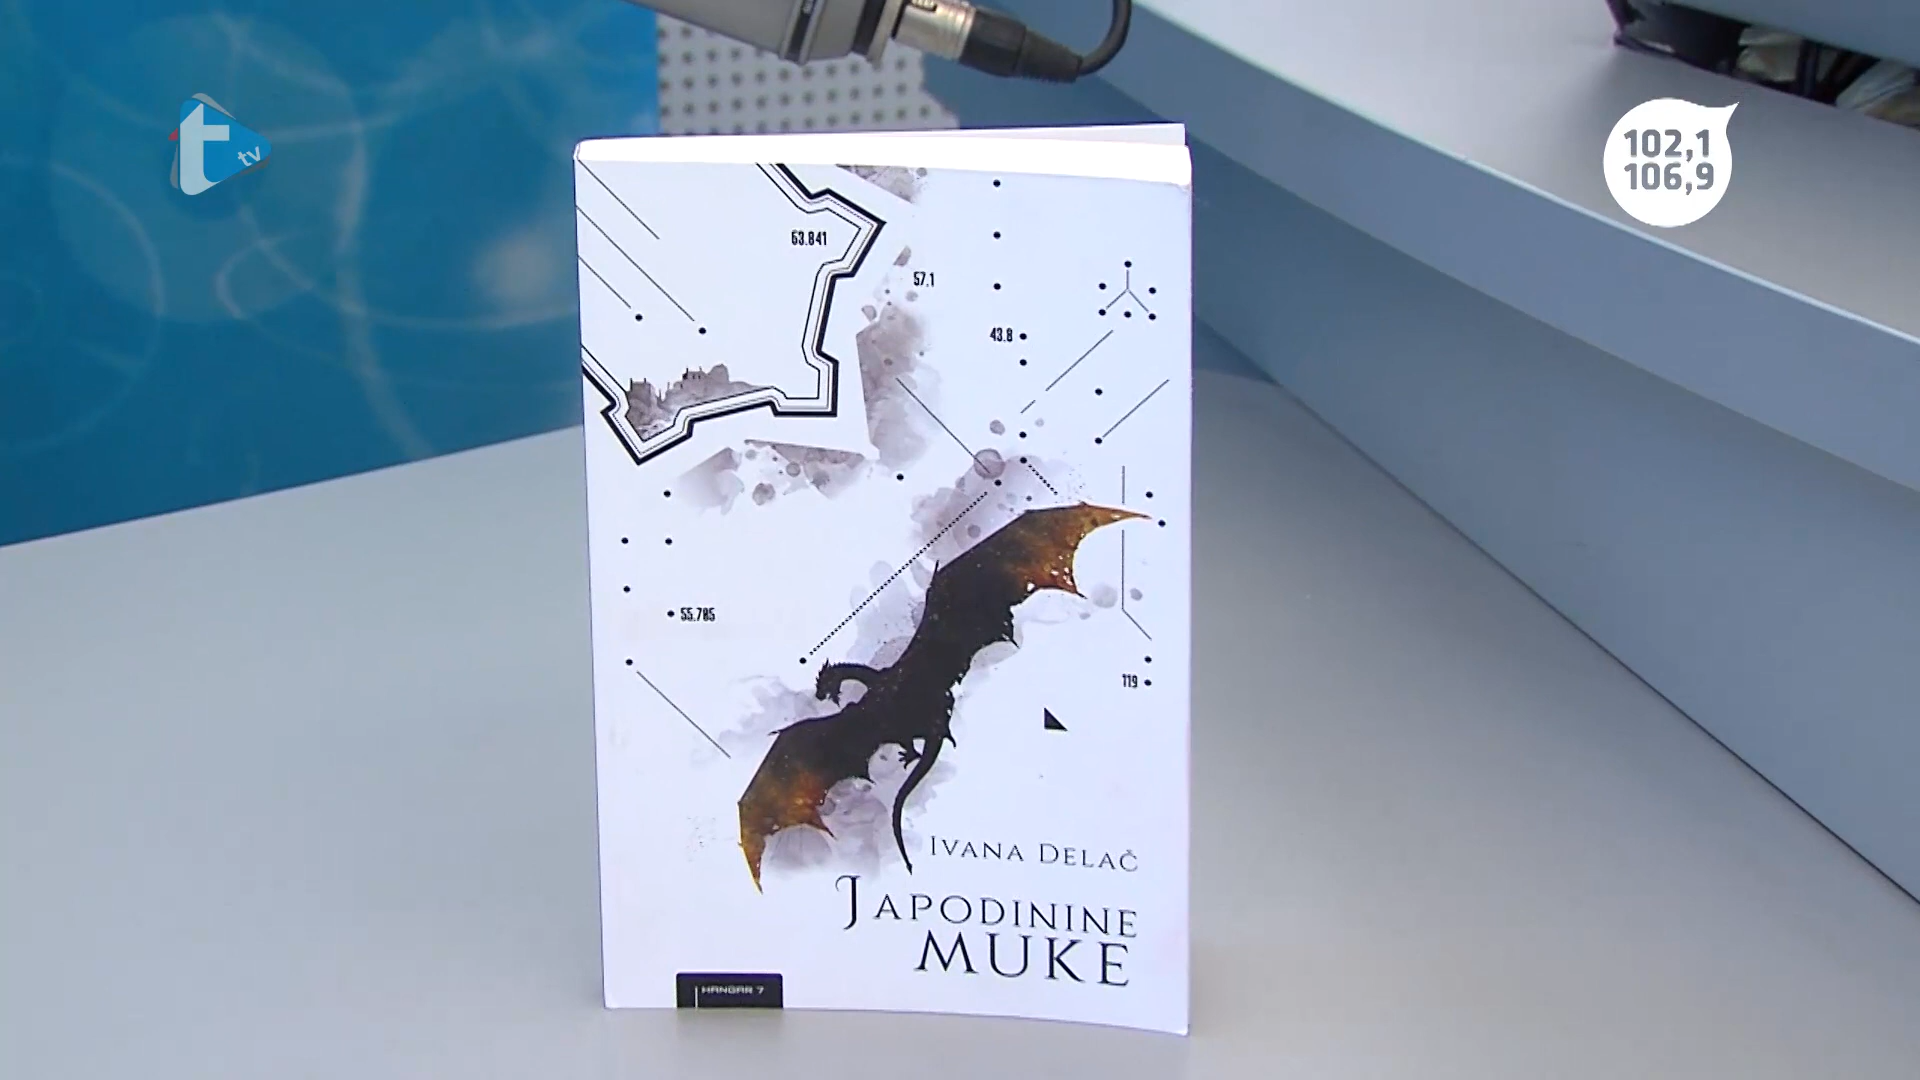 t
tv
102,1
106,9
63.841
57.1
43.8
55.785
119
IVANA DELAČ
JAPODININE
MUKE
HANGAR 7